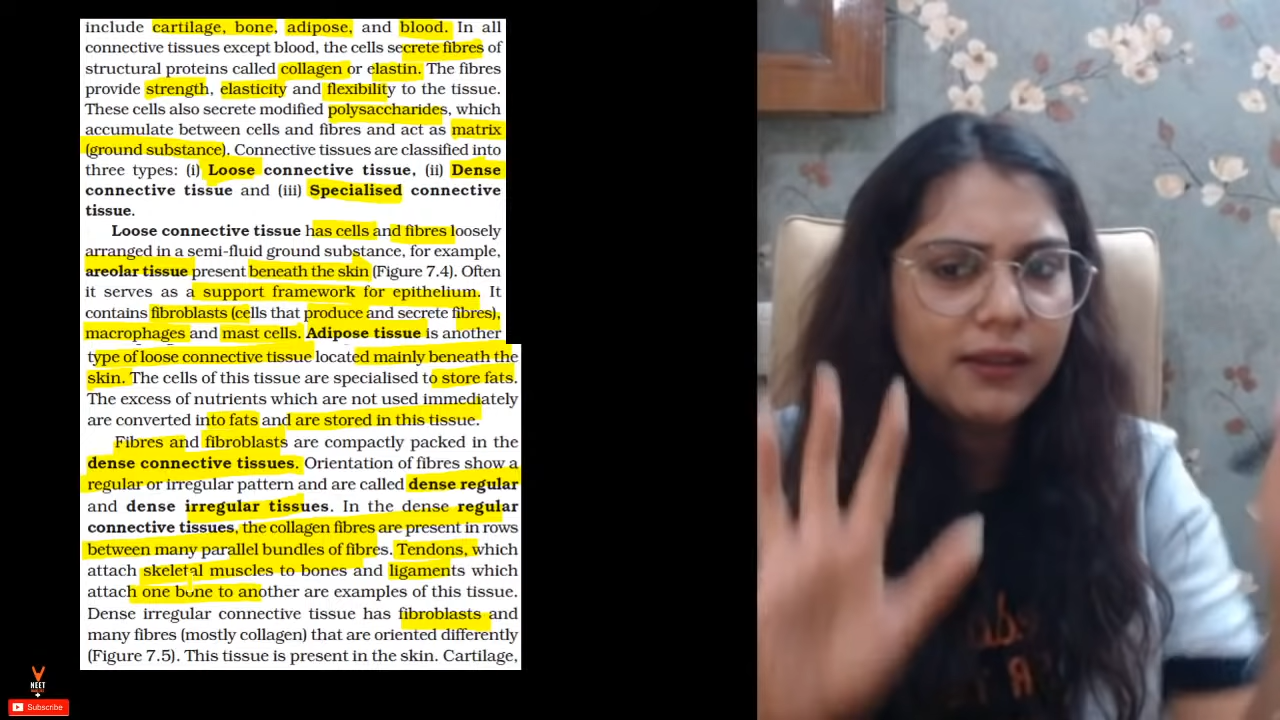 include cartilage, bone, adipose, and blood. In all
connective tissues except blood, the cells secrete fibres of
structural proteins called collagen or elastin. The fibres
provide strength, elasticity and flexibility to the tissue.
These cells also secrete modified polysaccharides, which
accumulate between cells and fibres and act as matrix
(ground substance). Connective tissues are classified into
three types: (i) Loose connective tissue, (ii) Dense
connective tissue and (iii) Specialised connective
tissue.
Loose connective tissue has cells and fibres loosely
arranged in a semi-fluid ground substance, for example,
areolar tissue present beneath the skin (Figure 7.4). Often
it serves as a support framework for epithelium. It
contains fibroblasts (cells that produce and secrete fibres),
macrophages and mast cells. Adipose tissue is another
type of loose connective tissue located mainly beneath the
skin. The cells of this tissue are specialised to store fats.
The excess of nutrients which are not used immediately
are converted into fats and are stored in this tissue.
Fibres and fibroblasts are compactly packed in the
dense connective tissues. Orientation of fibres show a
regular or irregular pattern and are called dense regular
and dense irregular tissues. In the dense regular
connective tissues, the collagen fibres are present in rows
between many parallel bundles of fibres. Tendons, which
attach skeletal muscles to bones and ligaments which
attach one bone to another are examples of this tissue.
Dense irregular connective tissue has fibroblasts and
many fibres (mostly collagen) that are oriented differently
(Figure 7.5). This tissue is present in the skin. Cartilage,
NEET
Subscribe